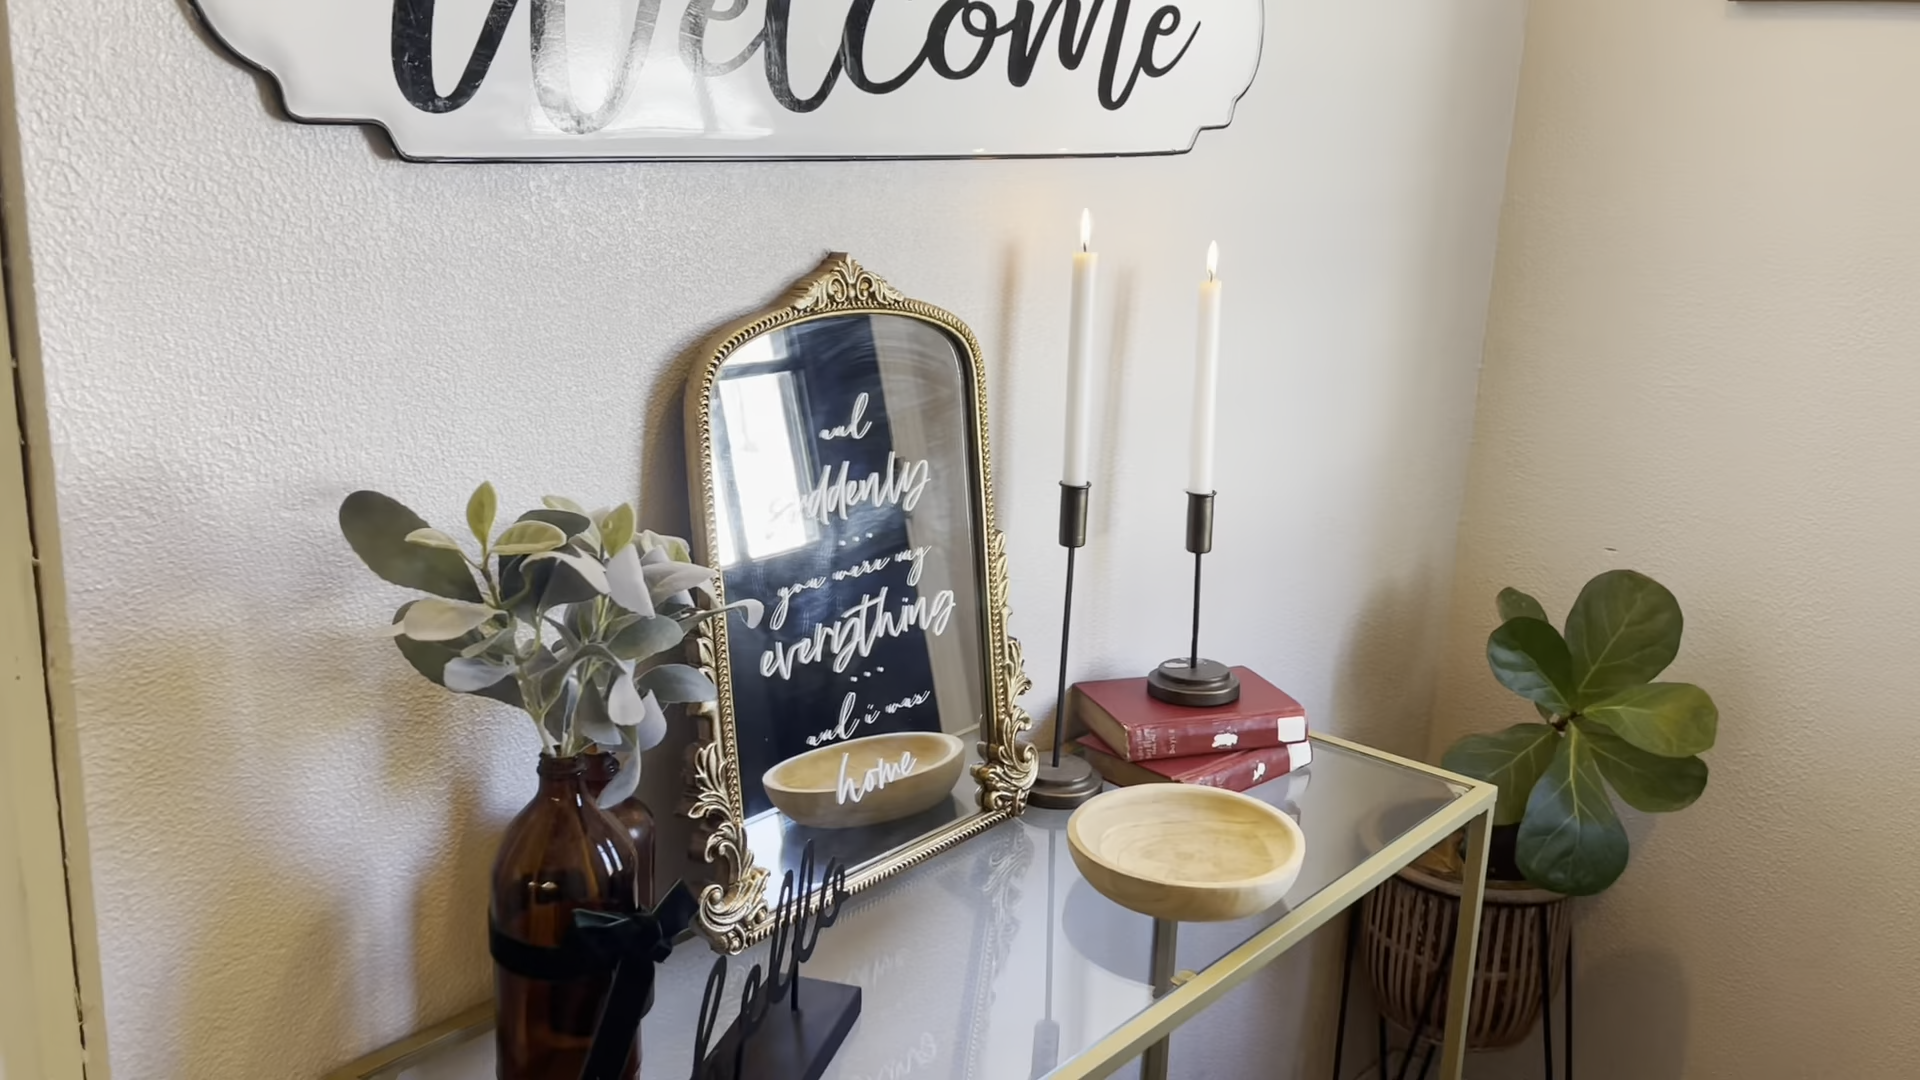 Welcome
and
suddenly
...
you were my
everything
...
and i was
home
hello